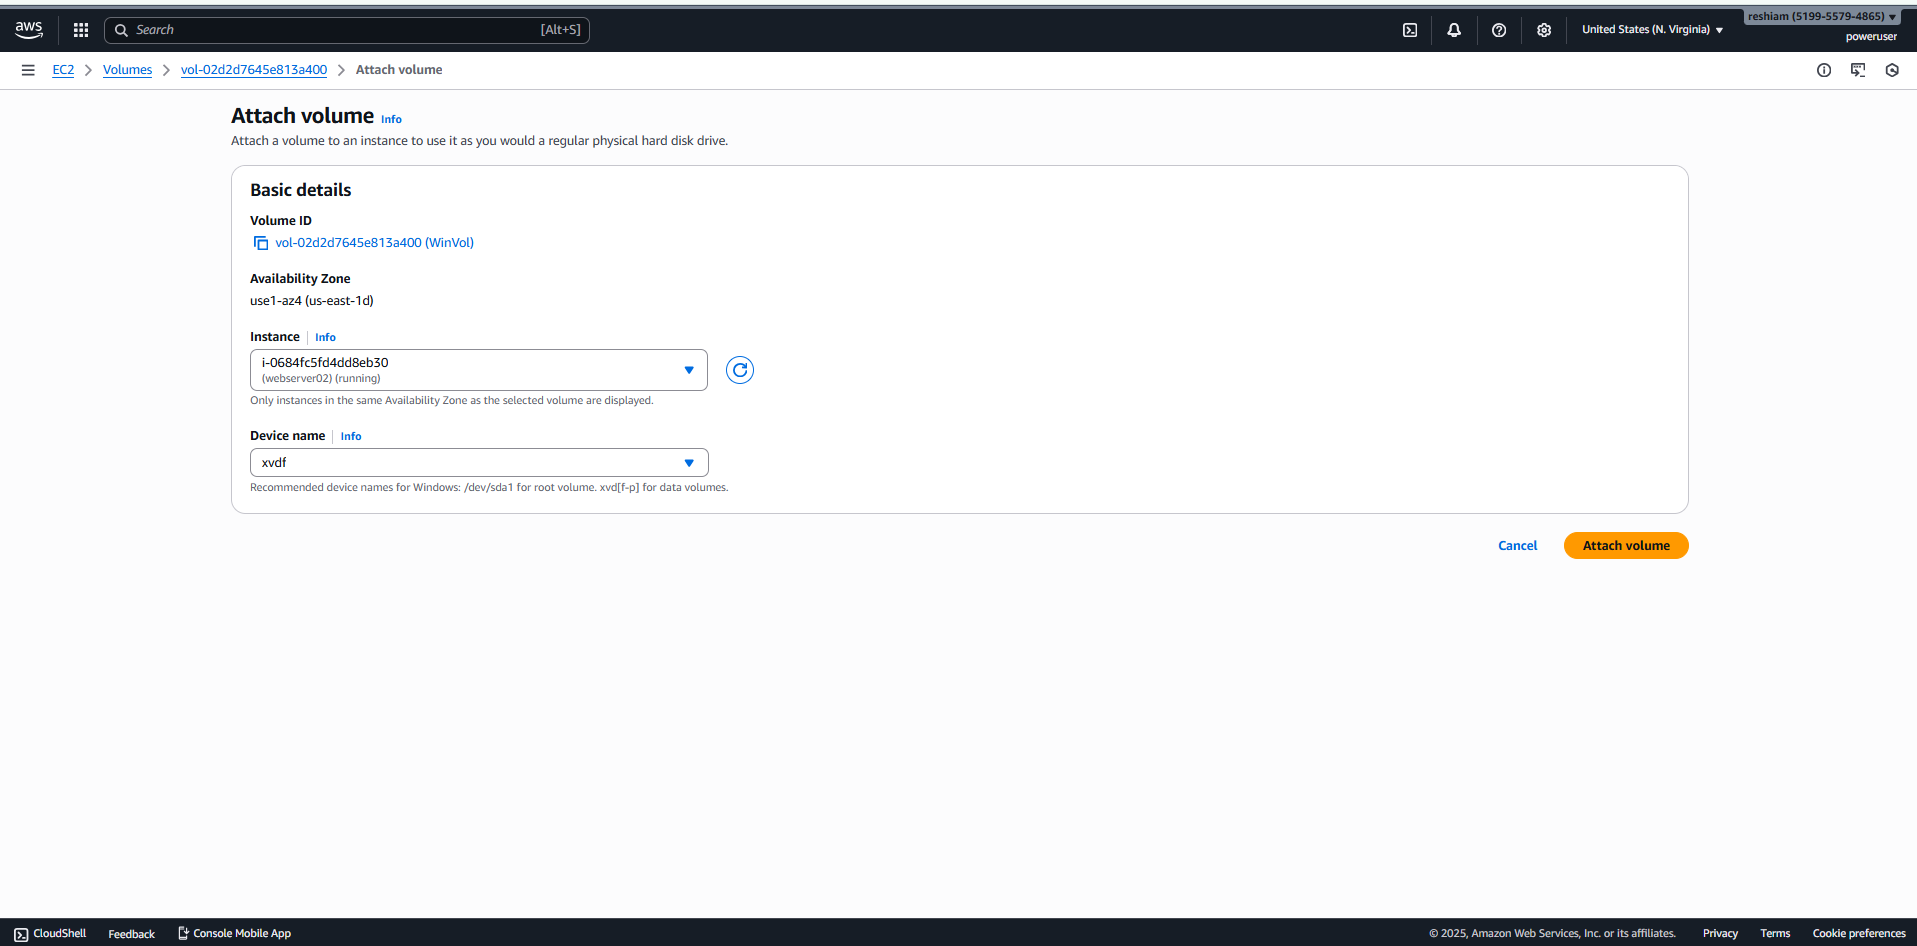 aws
Search [Alt+S]
United States (N. Virginia)
reshiam (5199-5579-4865)
poweruser
EC2 > Volumes > vol-02d2d7645e813a400 > Attach volume
Attach volume Info
Attach a volume to an instance to use it as you would a regular physical hard disk drive.
Basic details
Volume ID
vol-02d2d7645e813a400 (WinVol)
Availability Zone
use1-az4 (us-east-1d)
Instance Info
i-0684fc5fd4dd8eb30
(webserver02) (running)
Only instances in the same Availability Zone as the selected volume are displayed.
Device name Info
xvdf
Recommended device names for Windows: /dev/sda1 for root volume. xvd[f-p] for data volumes.
Cancel Attach volume
CloudShell Feedback Console Mobile App © 2025, Amazon Web Services, Inc. or its affiliates. Privacy Terms Cookie preferences